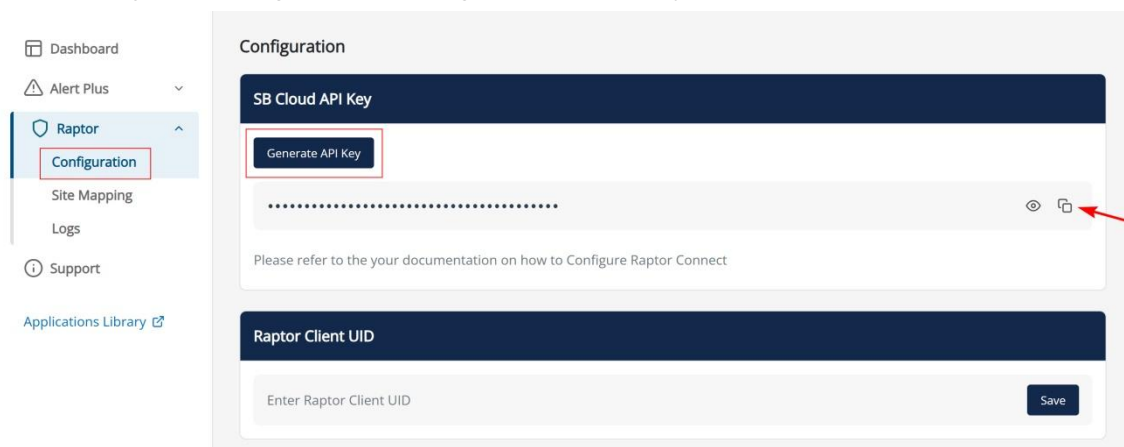 Dashboard
Alert Plus
Raptor
Configuration
Site Mapping
Logs
Support
Applications Library
Configuration
SB Cloud API Key
Generate API Key
••••••••••••••••••••••••••••••••••••••••
Please refer to the your documentation on how to Configure Raptor Connect
Raptor Client UID
Enter Raptor Client UID
Save